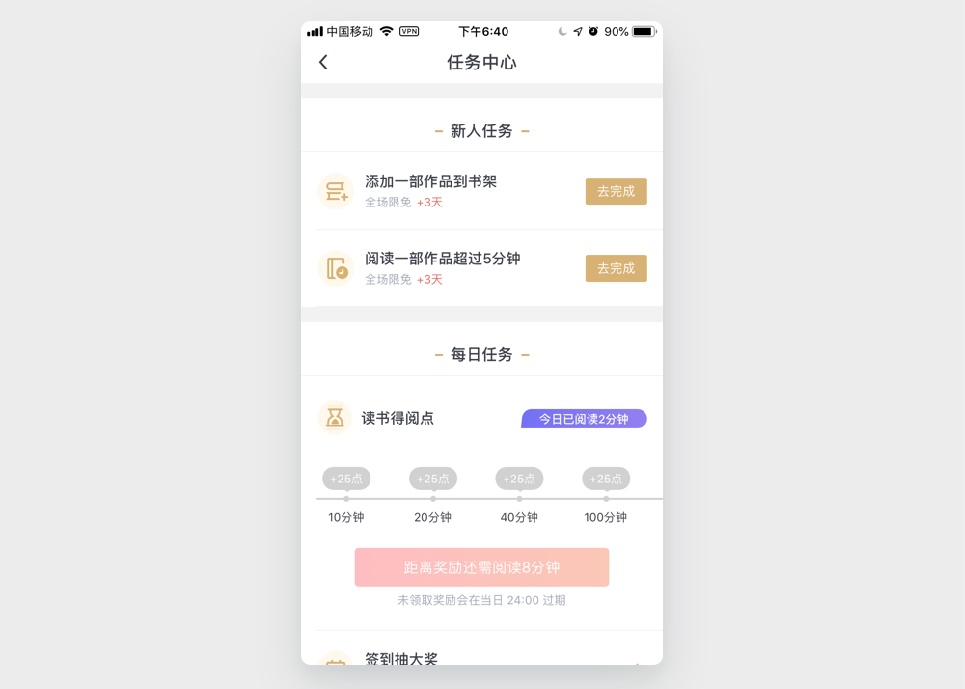 中国移动 VPN 下午6:40 90%
任务中心
新人任务
添加一部作品到书架
全场限免 +3天
去完成
阅读一部作品超过5分钟
全场限免 +3天
去完成
每日任务
读书得阅点
今日已阅读2分钟
+25点 +25点 +25点 +25点
10分钟 20分钟 40分钟 100分钟
距离奖励还需阅读8分钟
未领取奖励会在当日 24:00 过期
签到抽大奖